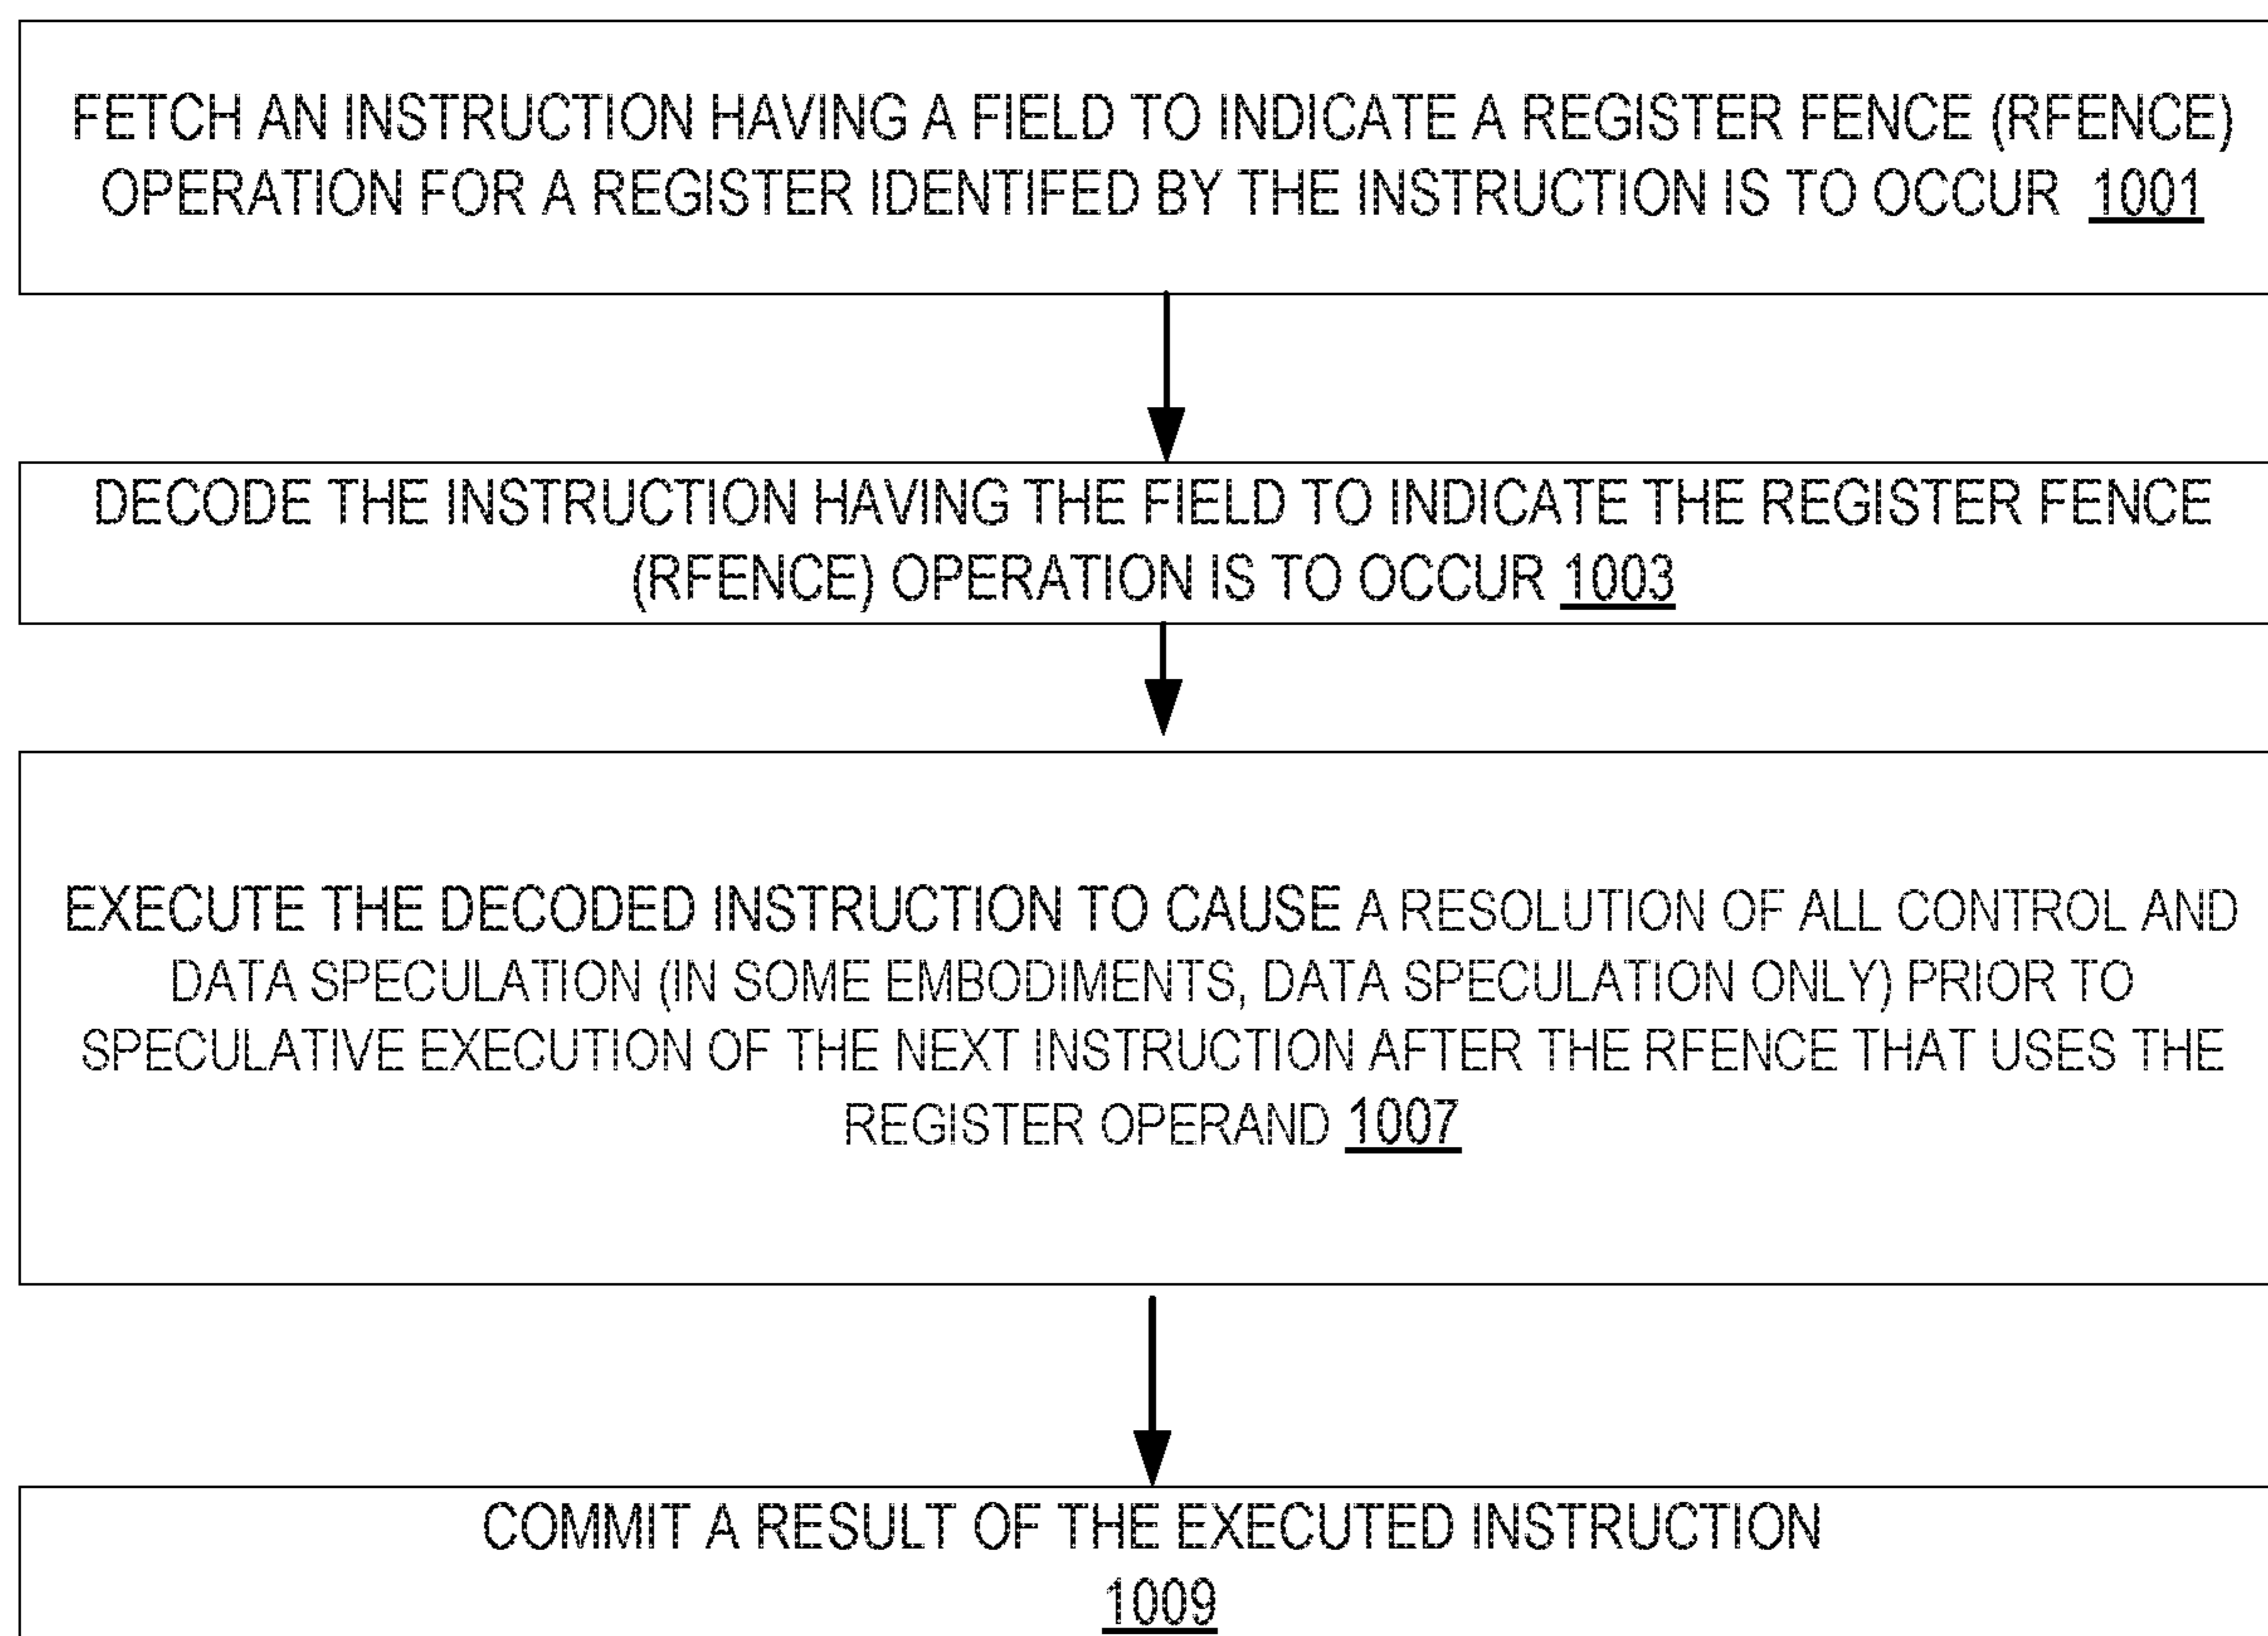 FETCH AN INSTRUCTION HAVING A FIELD TO INDICATE A REGISTER FENCE (RFENCE)
OPERATION FOR A REGISTER IDENTIFED BY THE INSTRUCTION IS TO OCCUR 1001
DECODE THE INSTRUCTION HAVING THE FIELD TO INDICATE THE REGISTER FENCE
(RFENCE) OPERATION IS TO OCCUR 1003
EXECUTE THE DECODED INSTRUCTION TO CAUSE A RESOLUTION OF ALL CONTROL AND
DATA SPECULATION (IN SOME EMBODIMENTS, DATA SPECULATION ONLY) PRIOR TO
SPECULATIVE EXECUTION OF THE NEXT INSTRUCTION AFTER THE RFENCE THAT USES THE
REGISTER OPERAND 1007
COMMIT A RESULT OF THE EXECUTED INSTRUCTION
1009